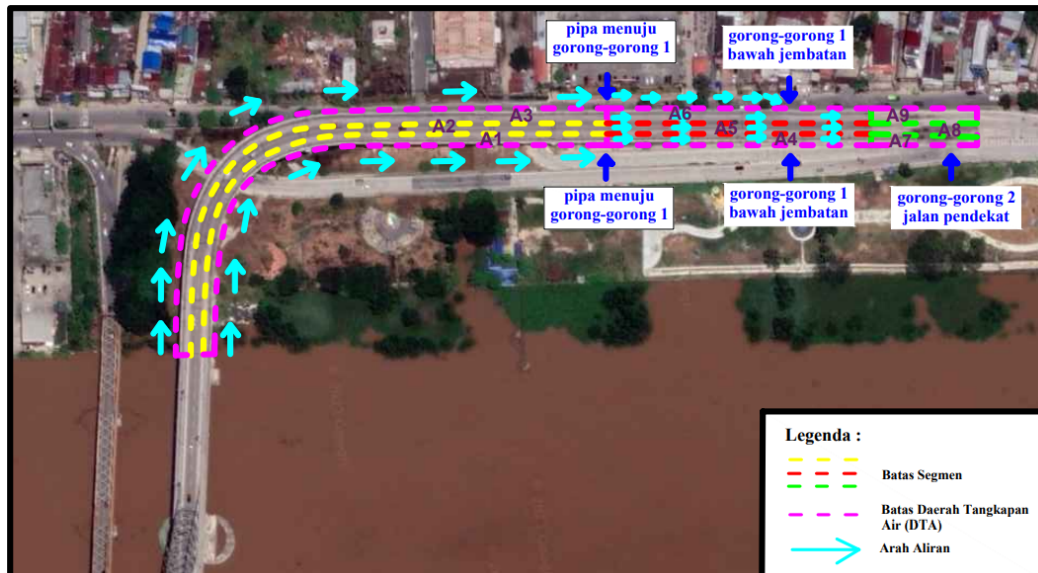 pipa menuju
gorong-gorong 1
gorong-gorong 1
bawah jembatan
A3
A6
A9
A2
A5
A8
A1
A4
A7
pipa menuju
gorong-gorong 1
gorong-gorong 1
bawah jembatan
gorong-gorong 2
jalan pendekat
Legenda :
Batas Segmen
Batas Daerah Tangkapan
Air (DTA)
Arah Aliran